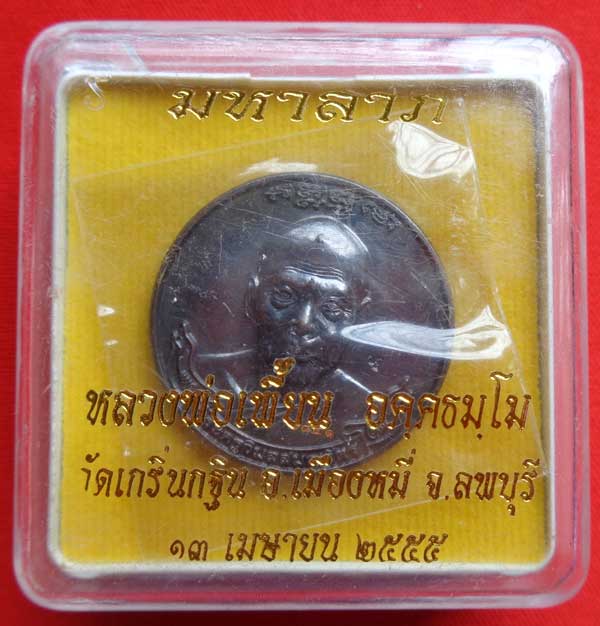 มหาลาภ
หลวงพ่อเพี้ยน อคฺคธมฺโม
วัดเกริ่นกฐิน อ.เมืองหมี่ จ.ลพบุรี
๑๓ เมษายน ๒๕๕๕